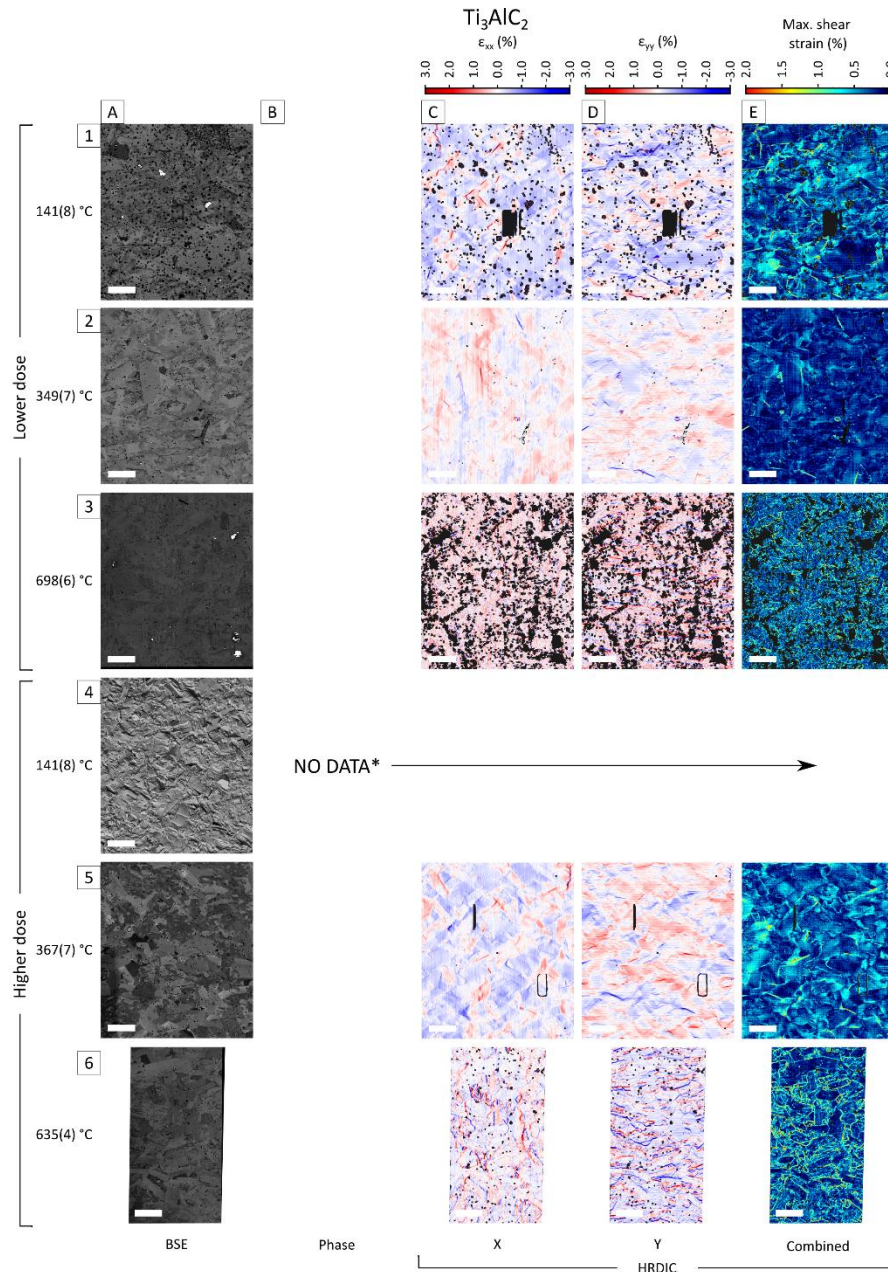 Ti₃AlC₂
εxx (%)
εyy (%)
Max. shear
strain (%)
3.0 2.0 1.0 0.0 -1.0 -2.0 -3.0
3.0 2.0 1.0 0.0 -1.0 -2.0 -3.0
2.0 1.5 1.0 0.5 0.0
A B C D E
1
141(8) °C
2
349(7) °C
Lower dose
3
698(6) °C
4
141(8) °C
NO DATA*
5
367(7) °C
Higher dose
6
635(4) °C
BSE Phase X Y Combined
HRDIC